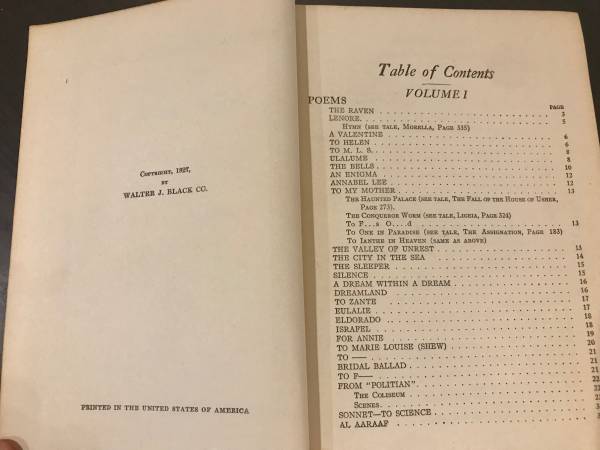 Copyright, 1927,
BY
WALTER J. BLACK CO.
PRINTED IN THE UNITED STATES OF AMERICA
Table of Contents
VOLUME I
POEMS
PAGE
THE RAVEN 3
LENORE 5
Hymn (see tale, Morella, Page 335)
A VALENTINE 6
TO HELEN 6
TO M. L. S. 8
ULALUME 8
THE BELLS 10
AN ENIGMA 12
ANNABEL LEE 12
TO MY MOTHER 13
The Haunted Palace (see tale, The Fall of the House of Usher,
Page 273).
The Conqueror Worm (see tale, Ligeia, Page 324)
To F...s O....d 13
To One in Paradise (see tale, The Assignation, Page 183)
To Ianthe in Heaven (same as above)
THE VALLEY OF UNREST 13
THE CITY IN THE SEA 14
THE SLEEPER 15
SILENCE 15
A DREAM WITHIN A DREAM 16
DREAMLAND 16
TO ZANTE 17
EULALIE 17
ELDORADO 18
ISRAFEL 18
FOR ANNIE 19
TO MARIE LOUISE (SHEW) 20
TO — 21
BRIDAL BALLAD 21
TO F— 21
FROM "POLITIAN" 22
The Coliseum
Scenes
SONNET—TO SCIENCE
AL AARAAF